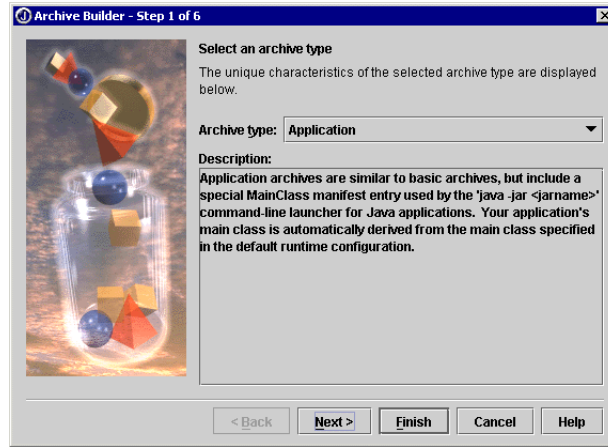 Archive Builder - Step 1 of 6
Select an archive type
The unique characteristics of the selected archive type are displayed
below.
Archive type: Application
Description:
Application archives are similar to basic archives, but include a
special MainClass manifest entry used by the 'java -jar <jarname>'
command-line launcher for Java applications. Your application's
main class is automatically derived from the main class specified
in the default runtime configuration.
< Back Next > Finish Cancel Help